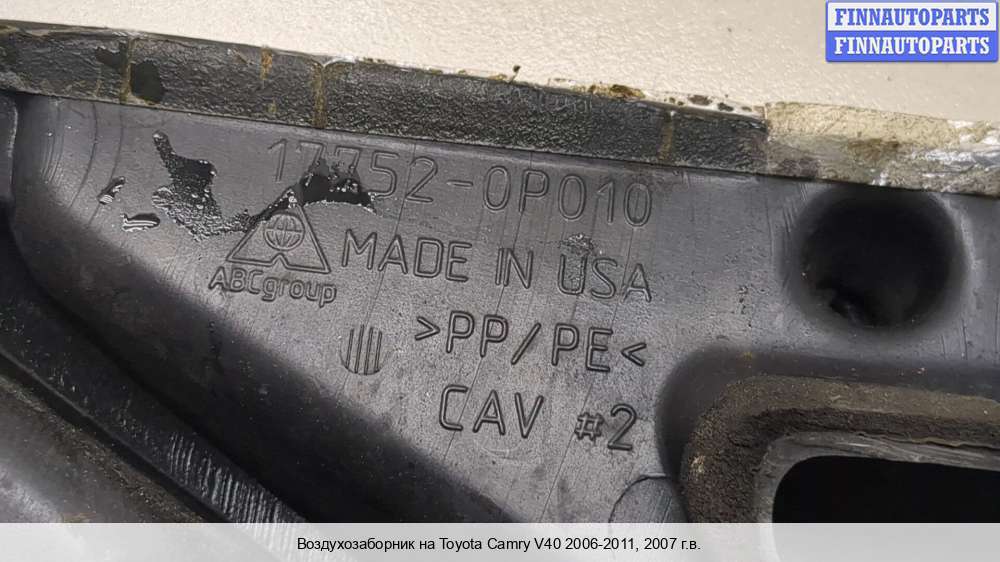 FINNAUTOPARTS
FINNAUTOPARTS
17752-0P010
MADE IN USA
ABCgroup
>PP/PE<
CAV #2
Воздухозаборник на Toyota Camry V40 2006-2011, 2007 г.в.